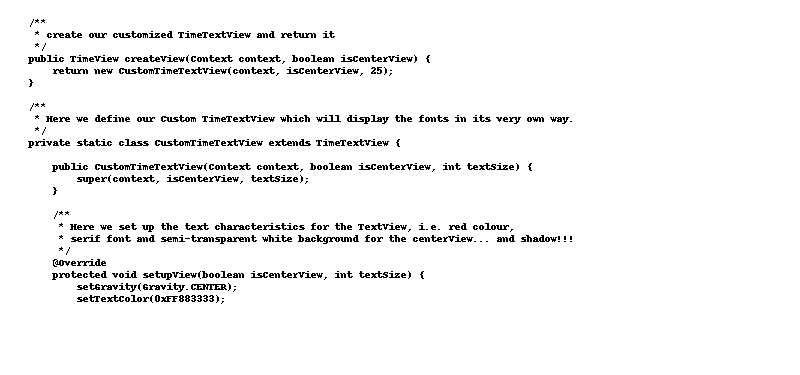 /**
 * create our customized TimeTextView and return it
 */
public TimeView createView(Context context, boolean isCenterView) {
    return new CustomTimeTextView(context, isCenterView, 25);
}

/**
 * Here we define our Custom TimeTextView which will display the fonts in its very own way.
 */
private static class CustomTimeTextView extends TimeTextView {

    public CustomTimeTextView(Context context, boolean isCenterView, int textSize) {
        super(context, isCenterView, textSize);
    }

    /**
     * Here we set up the text characteristics for the TextView, i.e. red colour,
     * serif font and semi-transparent white background for the centerView... and shadow!!!
     */
    @Override
    protected void setupView(boolean isCenterView, int textSize) {
        setGravity(Gravity.CENTER);
        setTextColor(0xFF883333);